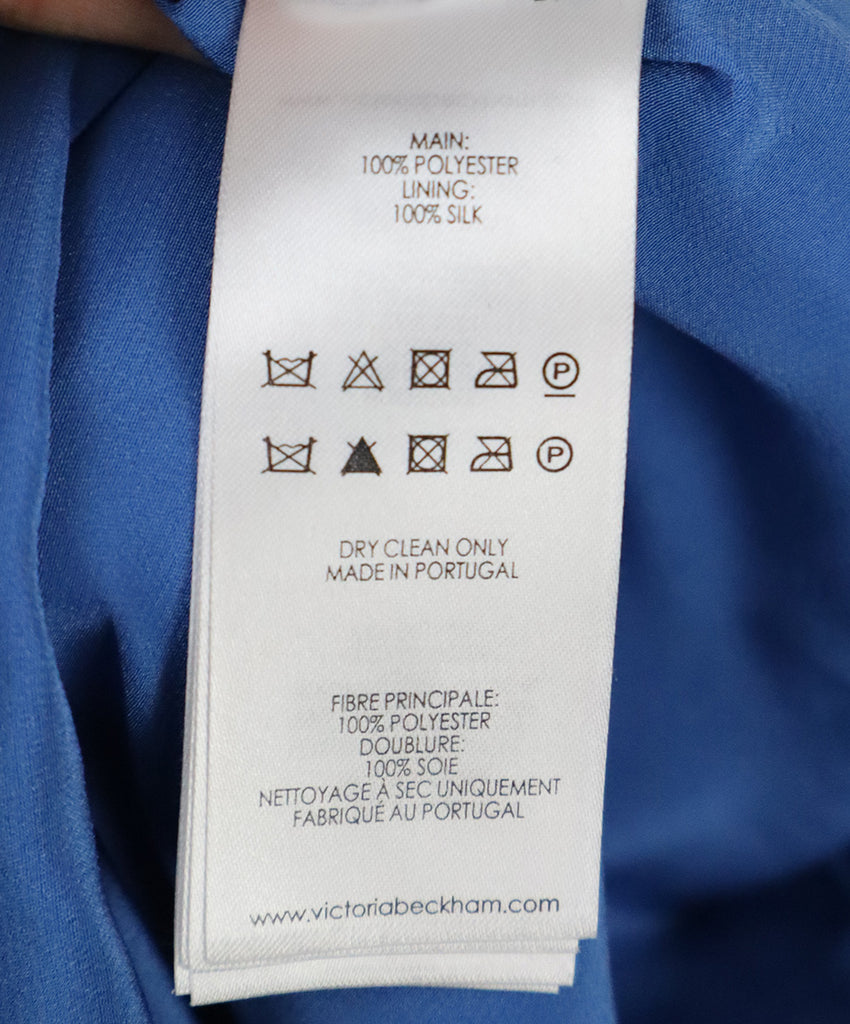 MAIN:
100% POLYESTER
LINING:
100% SILK
P
P
DRY CLEAN ONLY
MADE IN PORTUGAL
FIBRE PRINCIPALE:
100% POLYESTER
DOUBLURE:
100% SOIE
NETTOYAGE À SEC UNIQUEMENT
FABRIQUÉ AU PORTUGAL
www.victoriabeckham.com